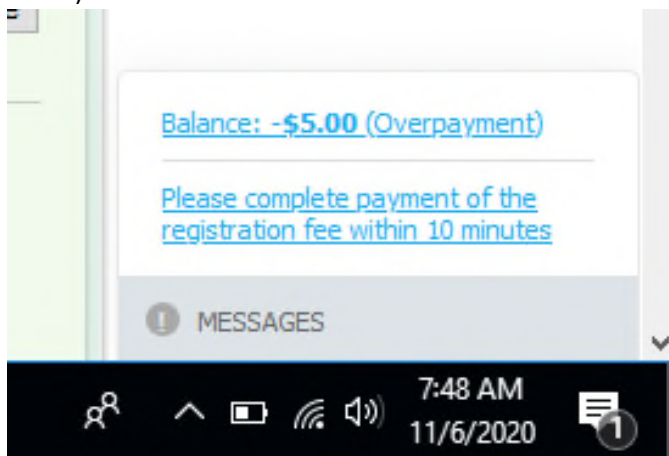 Balance: -$5.00 (Overpayment)
Please complete payment of the
registration fee within 10 minutes
MESSAGES
7:48 AM
11/6/2020
1